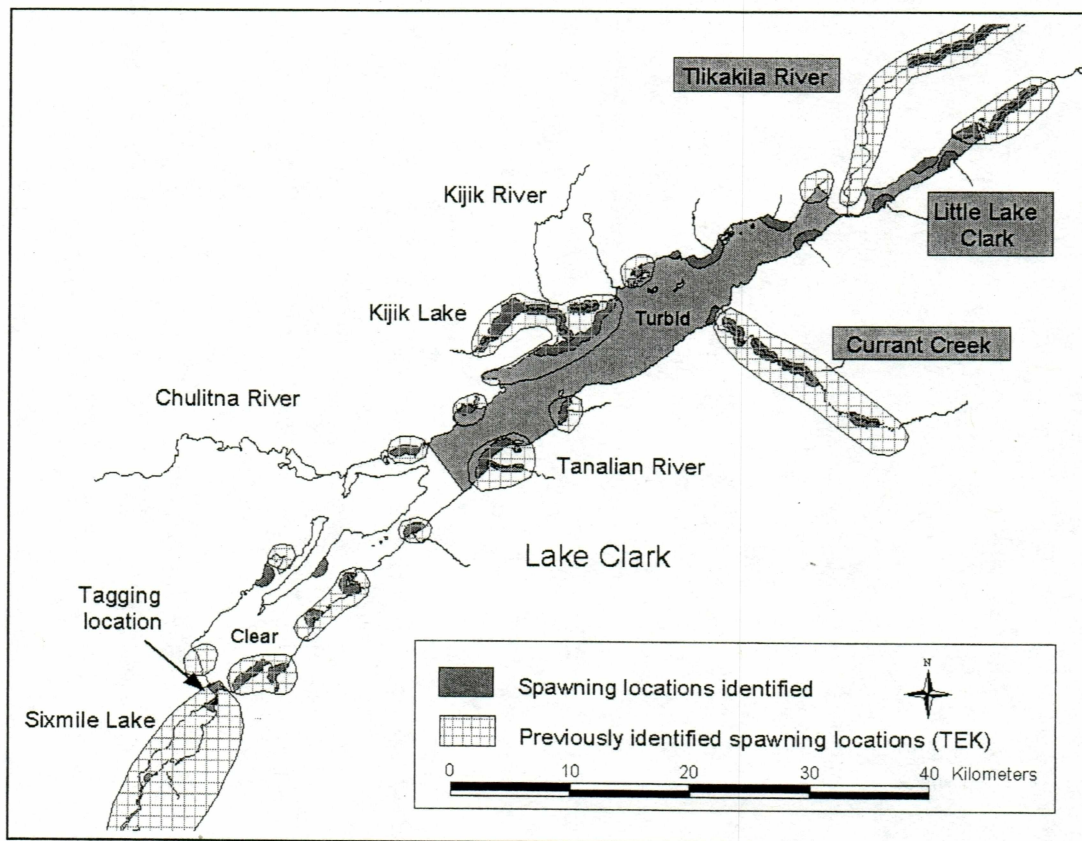 Tlikakila River
Kijik River
Little Lake
Clark
Kijik Lake
Turbid
Currant Creek
Chulitna River
Tanalian River
Lake Clark
Tagging
location
Clear
Sixmile Lake
N
Spawning locations identified
Previously identified spawning locations (TEK)
0 10 20 30 40 Kilometers